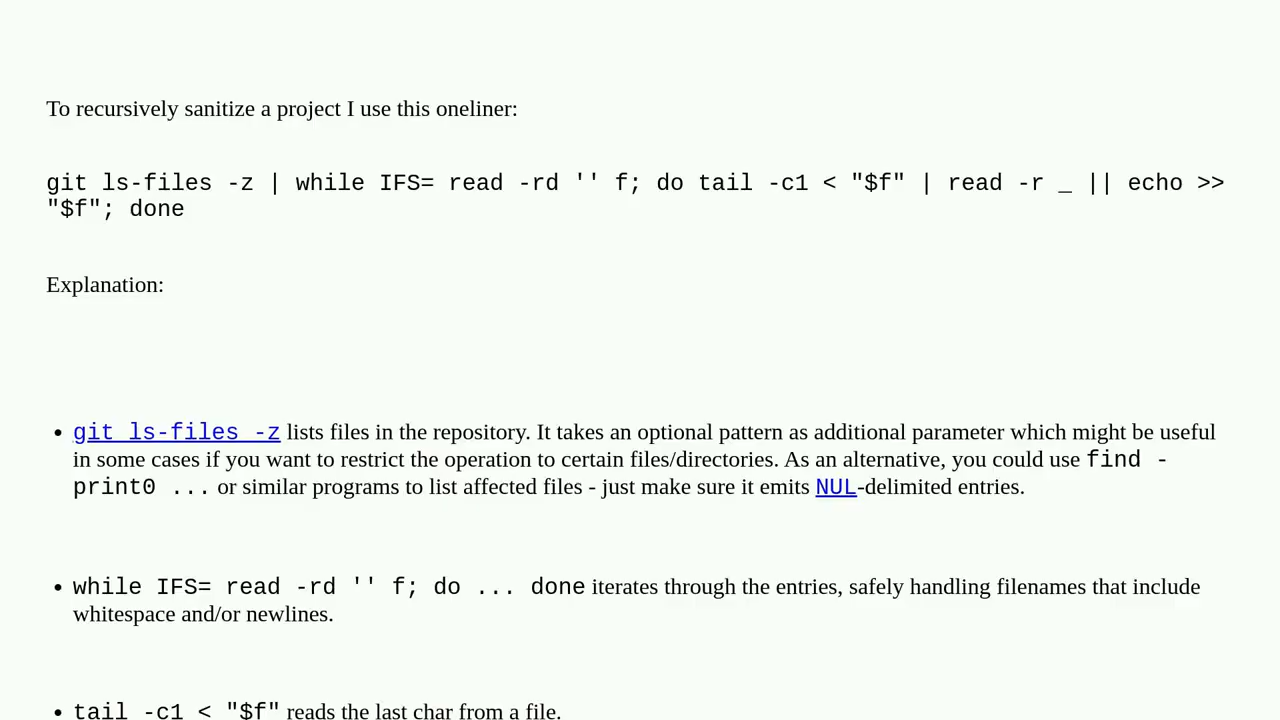 To recursively sanitize a project I use this oneliner:
git ls-files -z | while IFS= read -rd '' f; do tail -c1 < "$f" | read -r _ || echo >>
"$f"; done
Explanation:
• git ls-files -z lists files in the repository. It takes an optional pattern as additional parameter which might be useful
in some cases if you want to restrict the operation to certain files/directories. As an alternative, you could use find -
print0 ... or similar programs to list affected files - just make sure it emits NUL-delimited entries.
• while IFS= read -rd '' f; do ... done iterates through the entries, safely handling filenames that include
whitespace and/or newlines.
• tail -c1 < "$f" reads the last char from a file.